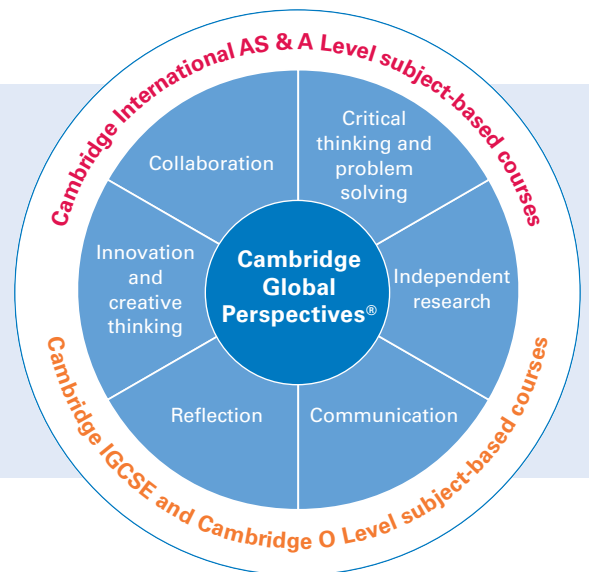 Cambridge International AS & A Level subject-based courses
Critical
thinking and
problem
solving
Collaboration
Innovation
and
creative
thinking
Cambridge
Global
Perspectives®
Independent
research
Reflection
Communication
Cambridge IGCSE and Cambridge O Level subject-based courses